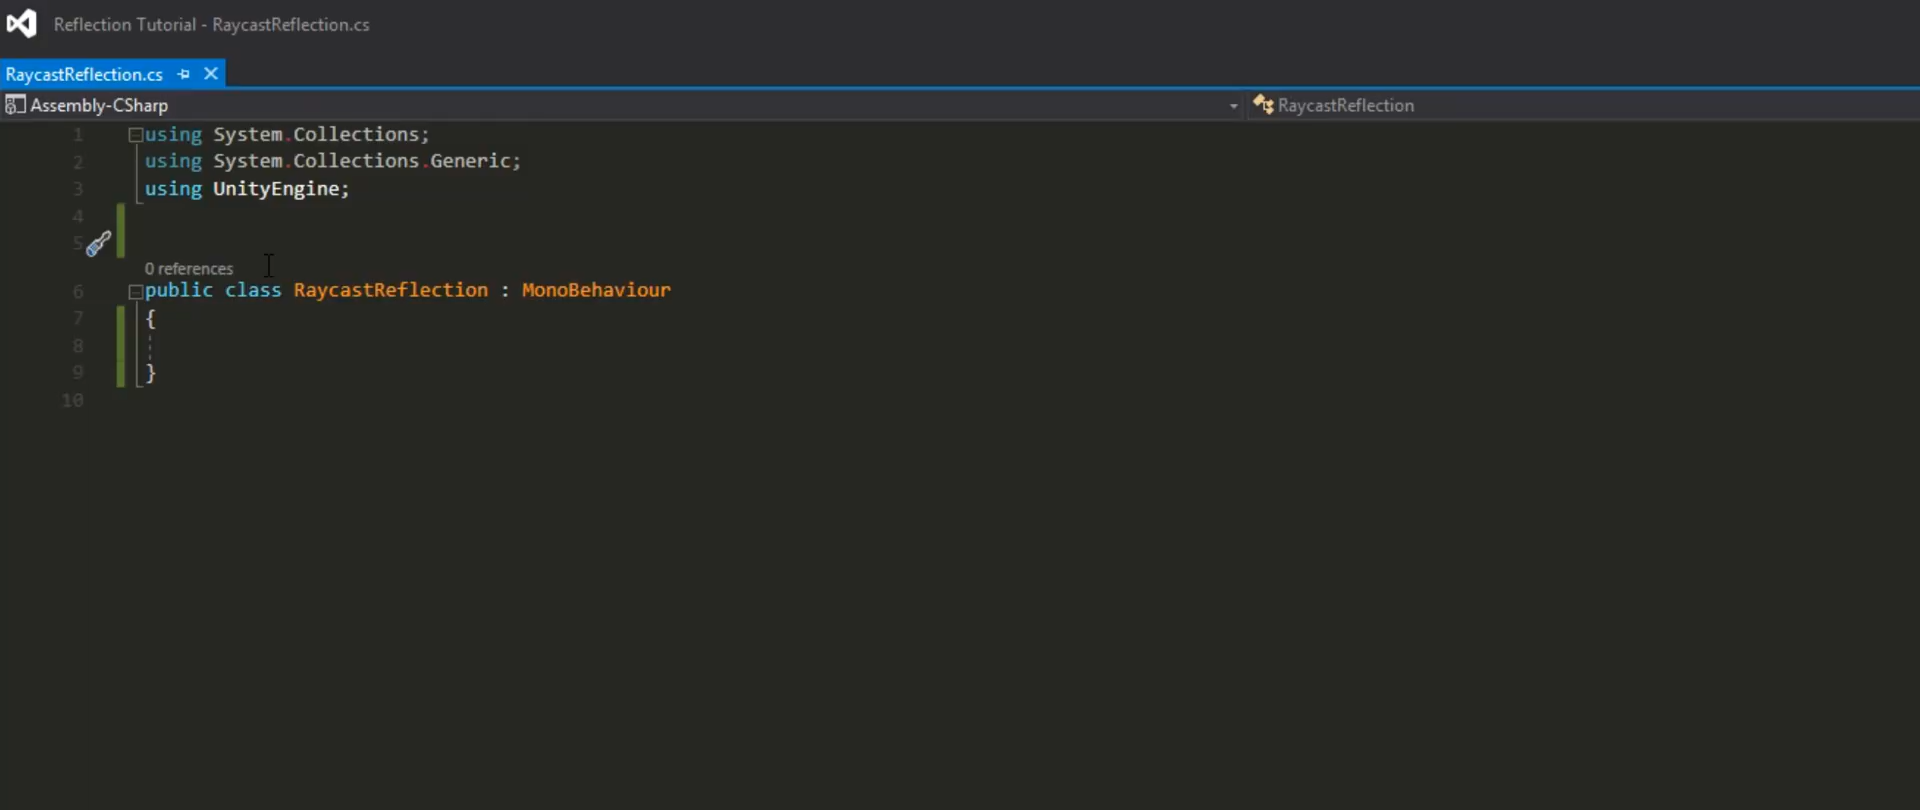 Reflection Tutorial - RaycastReflection.cs
RaycastReflection.cs
Assembly-CSharp RaycastReflection
1 using System.Collections;
2 using System.Collections.Generic;
3 using UnityEngine;
4
5
0 references
6 public class RaycastReflection : MonoBehaviour
7 {
8
9 }
10